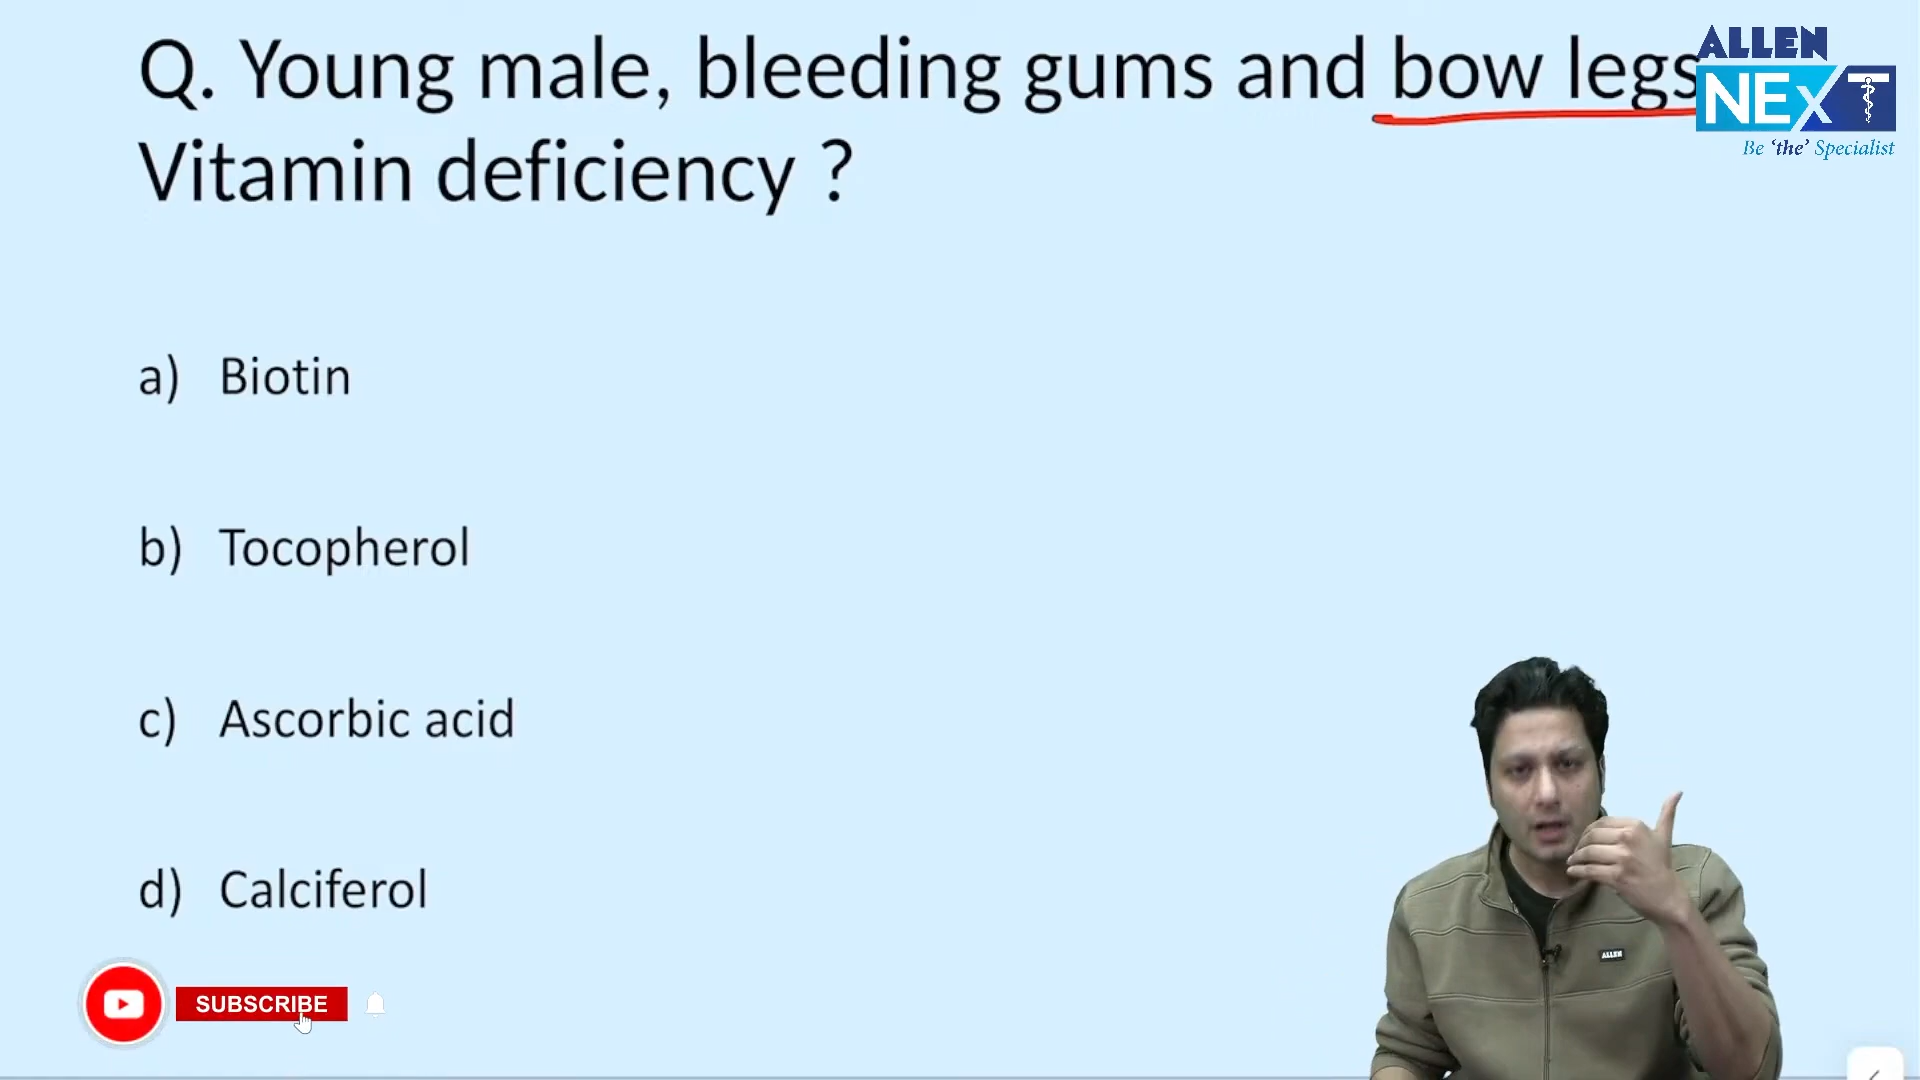 Q. Young male, bleeding gums and bow legs
Vitamin deficiency ?
ALLEN
NExT
Be 'the' Specialist
a) Biotin
b) Tocopherol
c) Ascorbic acid
d) Calciferol
SUBSCRIBE
ALLEN